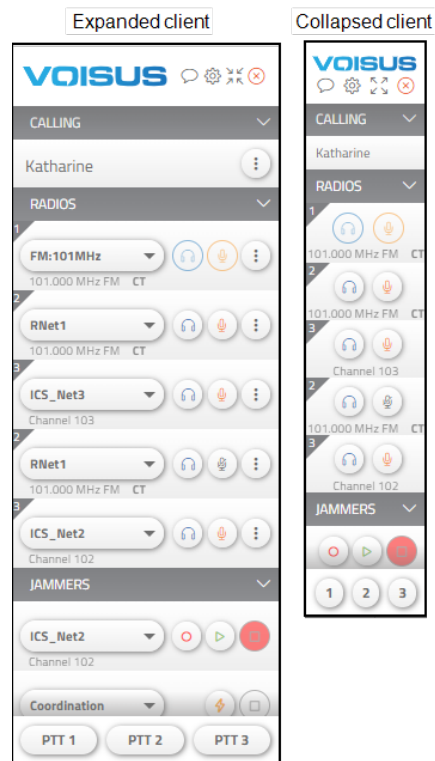 Expanded client
VOISUS
CALLING
Katharine
RADIOS
1
FM:101MHz
101.000 MHz FM CT
2
RNet1
101.000 MHz FM CT
3
ICS_Net3
Channel 103
2
RNet1
101.000 MHz FM CT
3
ICS_Net2
Channel 102
JAMMERS
ICS_Net2
Channel 102
Coordination
PTT 1 PTT 2 PTT 3
Collapsed client
VOISUS
CALLING
Katharine
RADIOS
1
101.000 MHz FM CT
2
101.000 MHz FM CT
3
Channel 103
2
101.000 MHz FM CT
3
Channel 102
JAMMERS
1 2 3